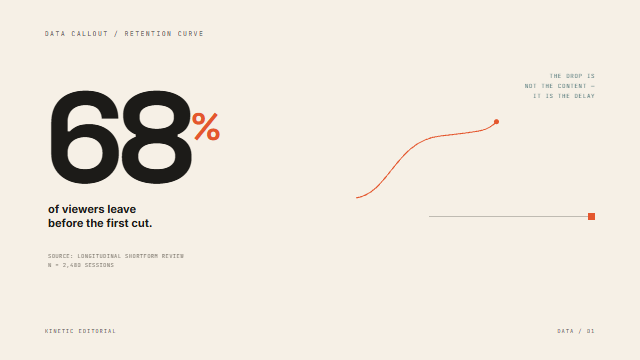 DATA CALLOUT / RETENTION CURVE
THE DROP IS
NOT THE CONTENT —
IT IS THE DELAY
68%
of viewers leave
before the first cut.
SOURCE: LONGITUDINAL SHORTFORM REVIEW
N = 2,480 SESSIONS
KINETIC EDITORIAL
DATA / 01